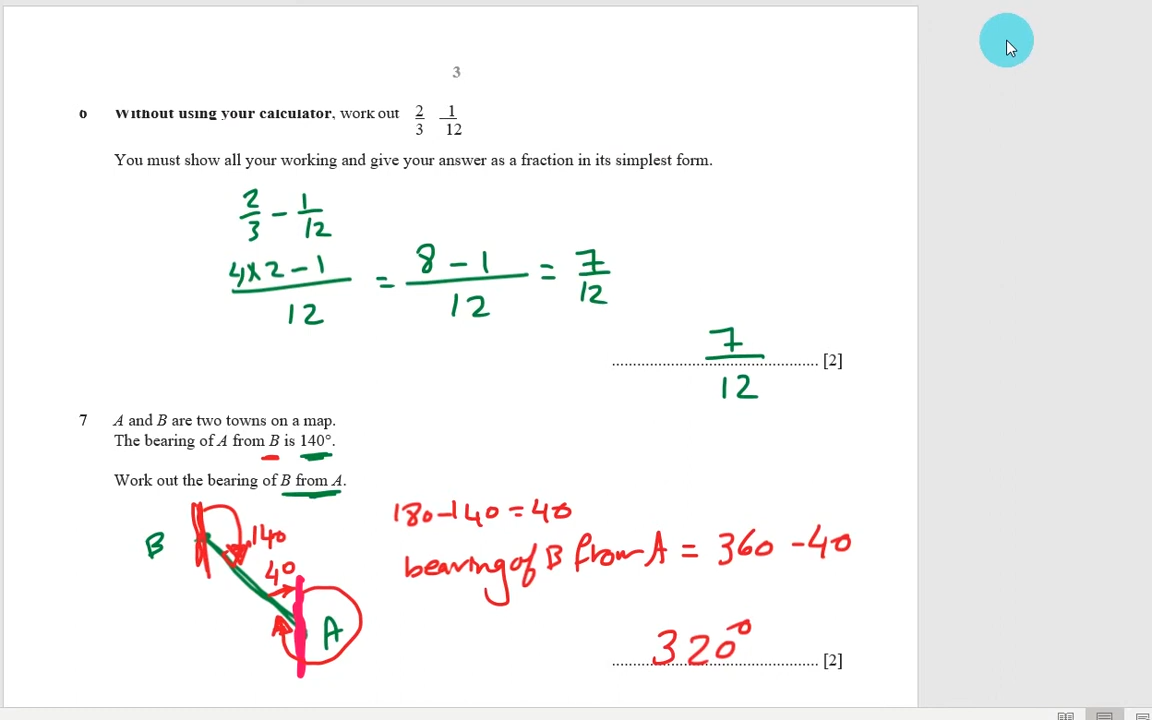 3
6 Without using your calculator, work out 2/3 1/12
You must show all your working and give your answer as a fraction in its simplest form.
2/3 - 1/12
4x2-1/12 = 8-1/12 = 7/12
7/12
[2]
7 A and B are two towns on a map.
The bearing of A from B is 140°.
Work out the bearing of B from A.
180-140=40
B 140
40
bearing of B from A = 360-40
A
320° [2]